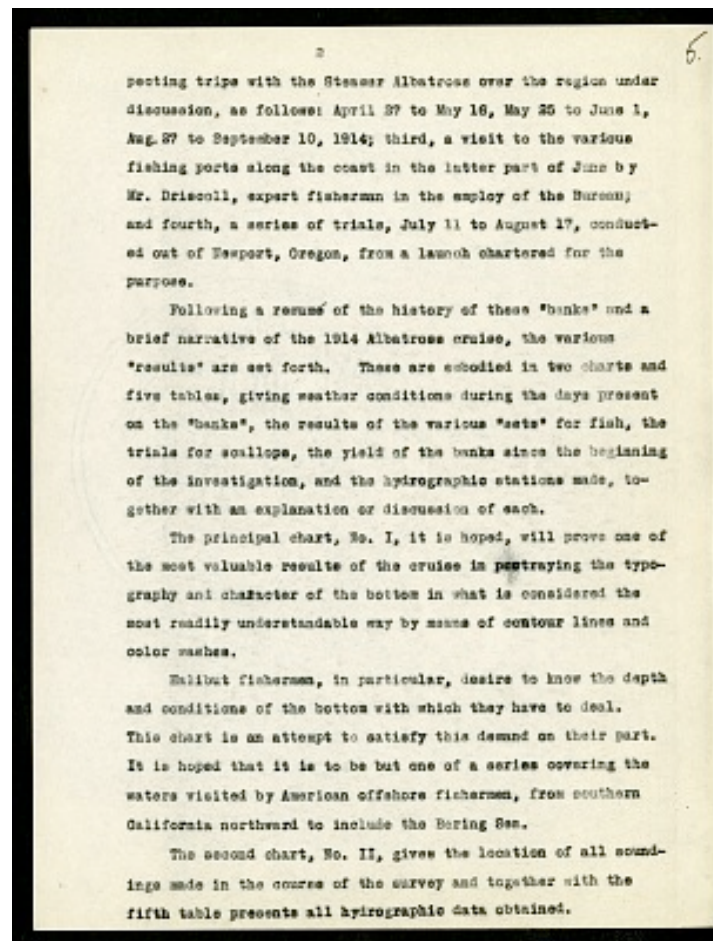 2
5.
pecting trips with the Steamer Albatross over the region under
discussion, as follows: April 27 to May 16, May 25 to June 1,
Aug. 27 to September 10, 1914; third, a visit to the various
fishing ports along the coast in the latter part of June by
Mr. Driscoll, expert fisherman in the employ of the Bureau;
and fourth, a series of trials, July 11 to August 17, conduct-
ed out of Newport, Oregon, from a launch chartered for the
purpose.
Following a resumé of the history of these "banks" and a
brief narrative of the 1914 Albatross cruise, the various
"results" are set forth. These are embodied in two charts and
five tables, giving weather conditions during the days present
on the "banks", the results of the various "sets" for fish, the
trials for scallops, the yield of the banks since the beginning
of the investigation, and the hydrographic stations made, to-
gether with an explanation or discussion of each.
The principal chart, No. I, it is hoped, will prove one of
the most valuable results of the cruise in portraying the typo-
graphy and character of the bottom in what is considered the
most readily understandable way by means of contour lines and
color washes.
Halibut fishermen, in particular, desire to know the depth
and conditions of the bottom with which they have to deal.
This chart is an attempt to satisfy this demand on their part.
It is hoped that it is to be but one of a series covering the
waters visited by American offshore fishermen, from southern
California northward to include the Bering Sea.
The second chart, No. II, gives the location of all sound-
ings made in the course of the survey and together with the
fifth table presents all hydrographic data obtained.